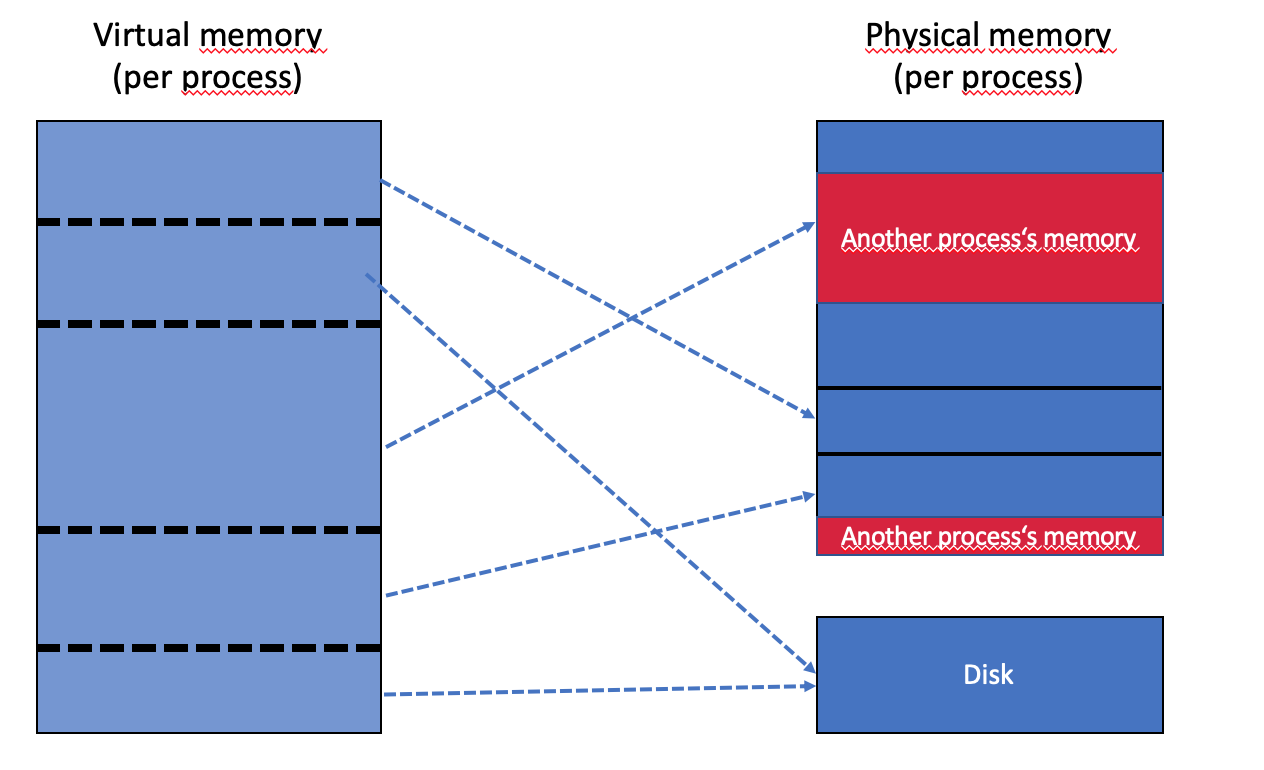 Virtual memory
(per process)
Physical memory
(per process)
Another process‘s memory
Another process‘s memory
Disk